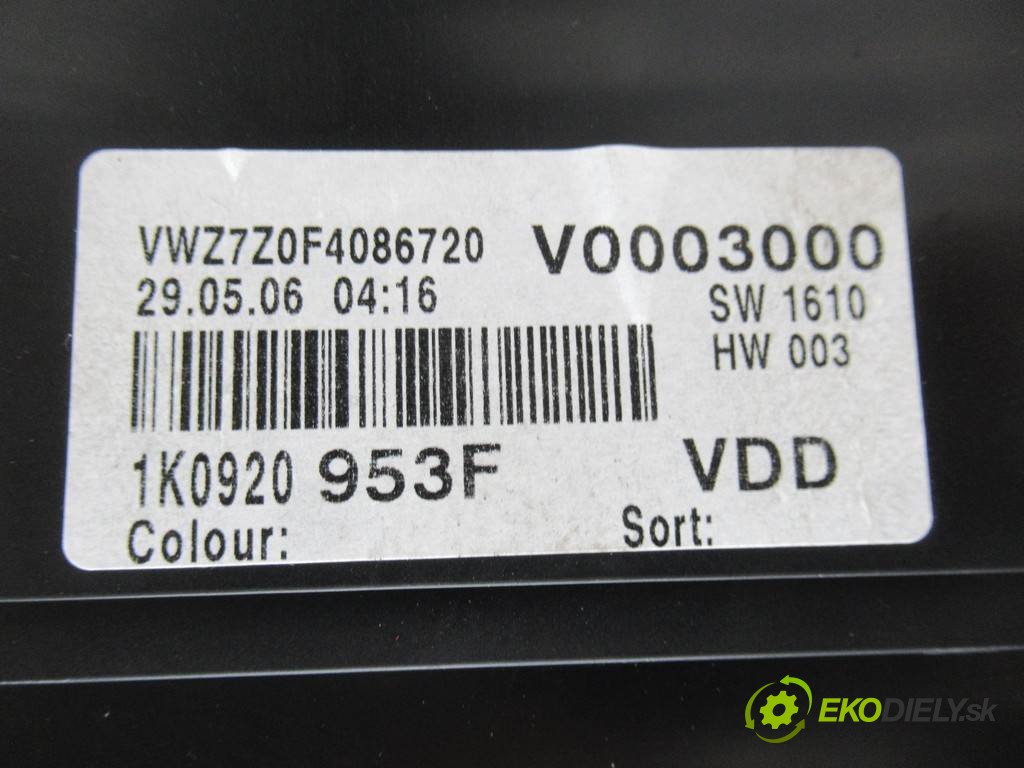 VWZ7Z0F4086720 V0003000
29.05.06 04:16 SW 1610
HW 003
1K0920 953F VDD
Colour: Sort:
EKODIELY.sk